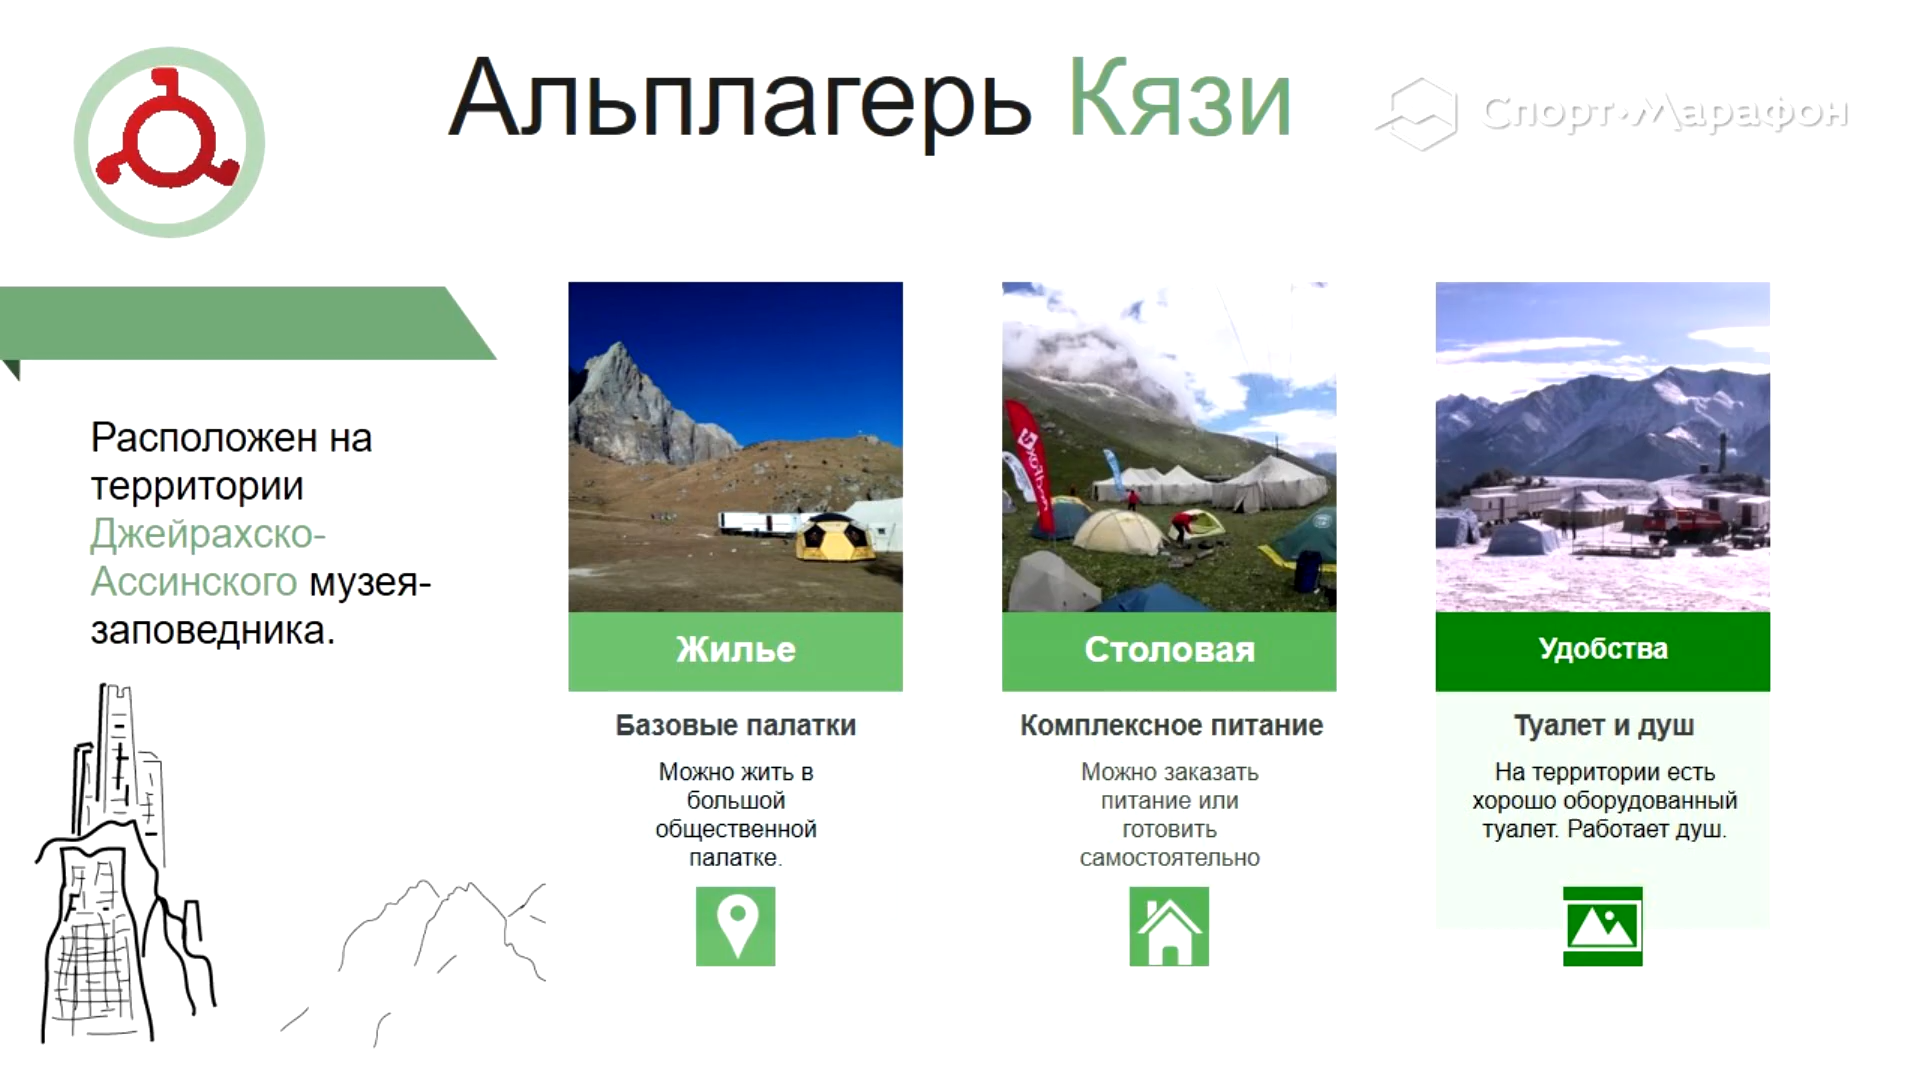 Альплагерь Кязи
Спорт-Марафон
Расположен на
территории
Джейрахско-
Ассинского музея-
заповедника.
Жилье
Базовые палатки
Можно жить в
большой
общественной
палатке.
Столовая
Комплексное питание
Можно заказать
питание или
готовить
самостоятельно
Удобства
Туалет и душ
На территории есть
хорошо оборудованный
туалет. Работает душ.